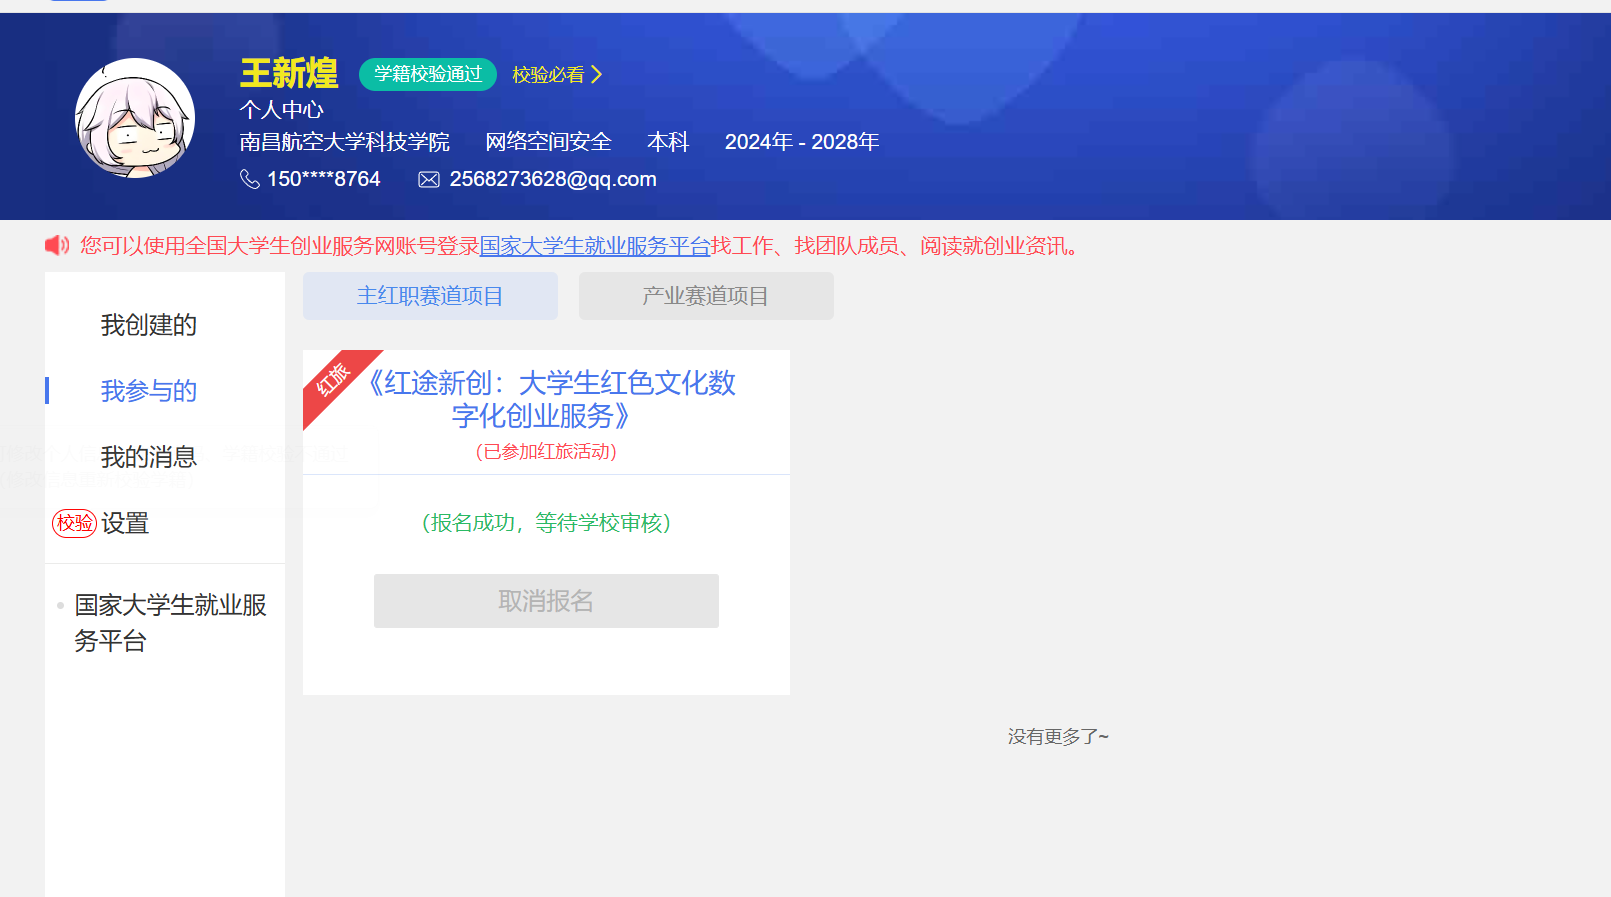 王新煌 学籍校验通过 校验必看
个人中心
南昌航空大学科技学院 网络空间安全 本科 2024年 - 2028年
150****8764 2568273628@qq.com
您可以使用全国大学生创业服务网账号登录国家大学生就业服务平台找工作、找团队成员、阅读就创业资讯。
我创建的
我参与的
我的消息
校验 设置
国家大学生就业服
务平台
主红职赛道项目 产业赛道项目
红旅
《红途新创：大学生红色文化数
字化创业服务》
（已参加红旅活动）
（报名成功，等待学校审核）
取消报名
没有更多了~